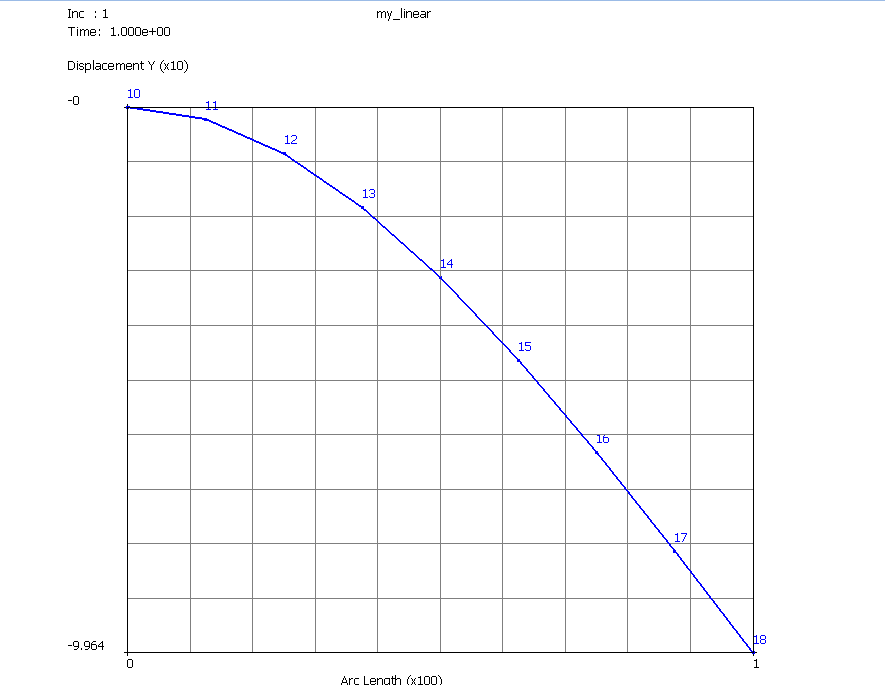 Inc : 1
my_linear
Time: 1.000e+00
Displacement Y (x10)
-0
10
11
12
13
14
15
16
17
18
-9.964
0
1
Arc Length (x100)